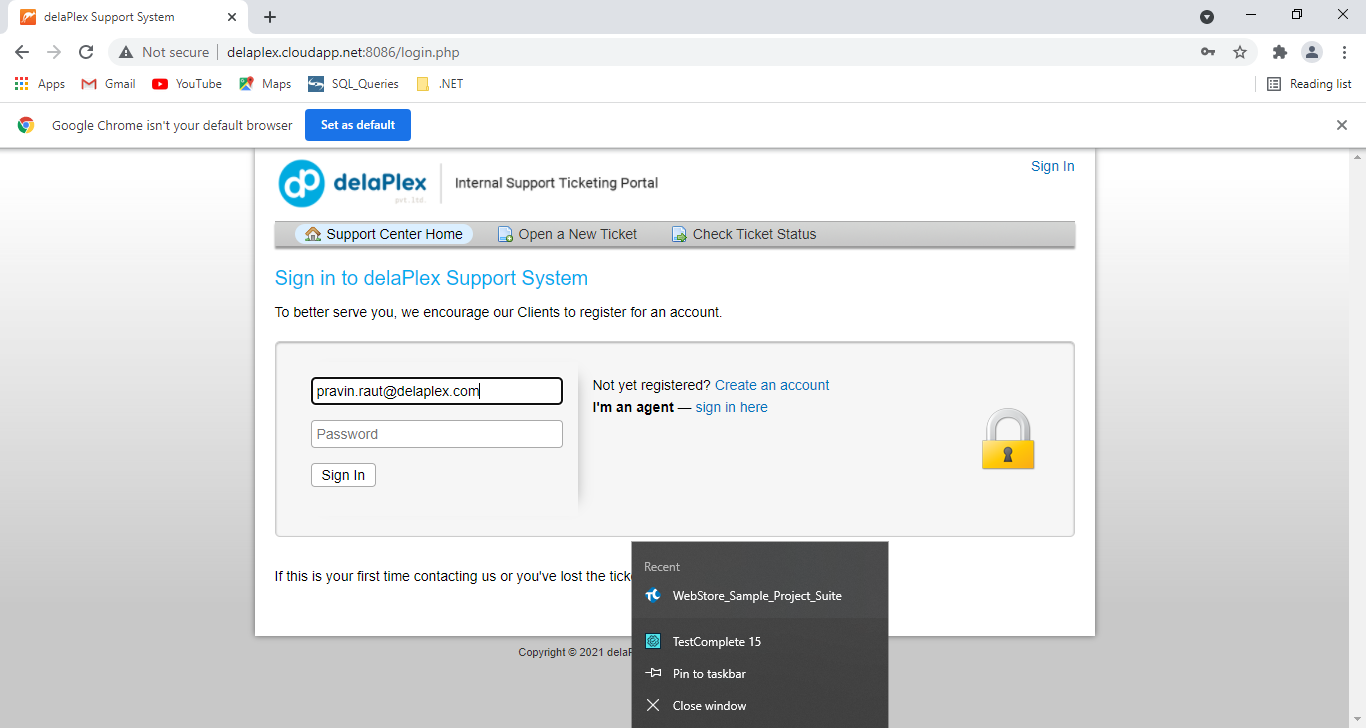 delaPlex Support System
Not secure
delaplex.cloudapp.net:8086/login.php
Apps
Gmail
YouTube
Maps
SQL_Queries
.NET
Reading list
Google Chrome isn't your default browser
Set as default
Sign In
dp delaPlex
pvt.ltd.
Internal Support Ticketing Portal
Support Center Home
Open a New Ticket
Check Ticket Status
Sign in to delaPlex Support System
To better serve you, we encourage our Clients to register for an account.
pravin.raut@delaplex.com
Password
Sign In
Not yet registered? Create an account
I'm an agent — sign in here
If this is your first time contacting us or you've lost the
Copyright © 2021
Recent
TC WebStore_Sample_Project_Suite
TestComplete 15
Pin to taskbar
Close window